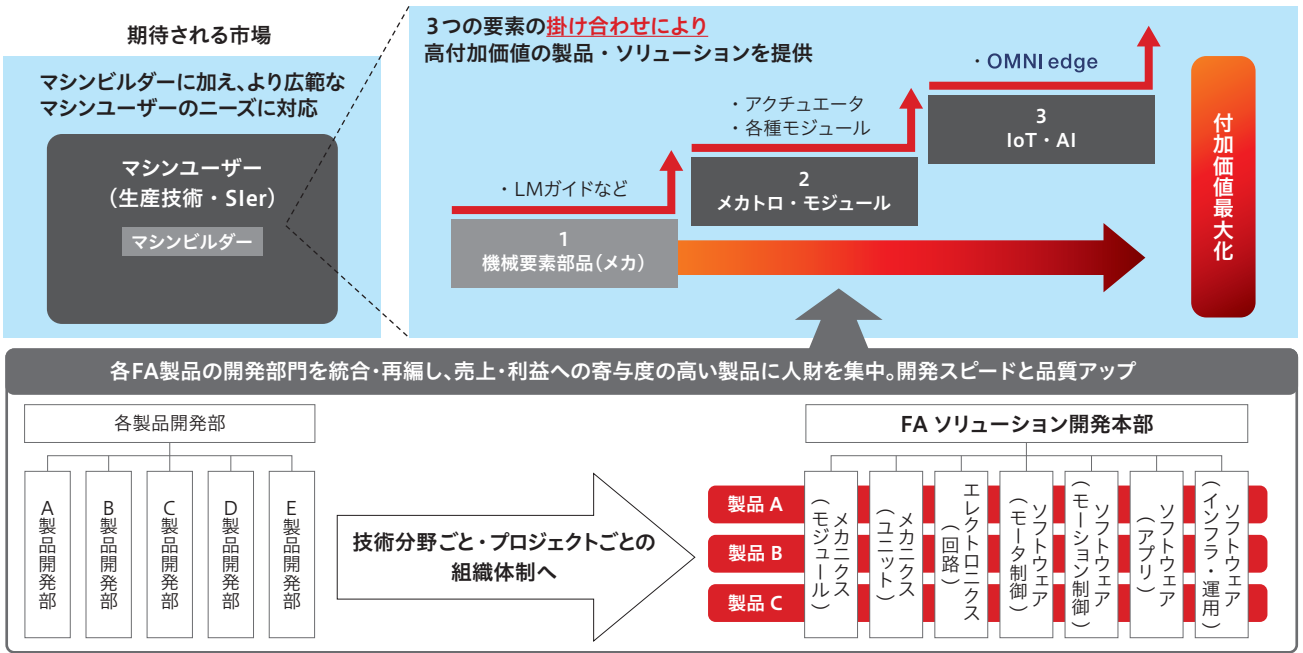 期待される市場
マシンビルダーに加え、より広範な
マシンユーザーのニーズに対応
マシンユーザー
（生産技術・SIer）
マシンビルダー
3つの要素の掛け合わせにより
高付加価値の製品・ソリューションを提供
・LMガイドなど
1
機械要素部品（メカ）
・アクチュエータ
・各種モジュール
2
メカトロ・モジュール
・OMNI edge
3
IoT・AI
付加価値最大化
各FA製品の開発部門を統合・再編し、売上・利益への寄与度の高い製品に人財を集中。開発スピードと品質アップ
各製品開発部
A製品開発部
B製品開発部
C製品開発部
D製品開発部
E製品開発部
技術分野ごと・プロジェクトごとの
組織体制へ
FA ソリューション開発本部
製品 A
製品 B
製品 C
メカニクス
（モジュール）
メカニクス
（ユニット）
エレクトロニクス
（回路）
ソフトウェア
（モータ制御）
ソフトウェア
（モーション制御）
ソフトウェア
（アプリ）
ソフトウェア
（インフラ・運用）